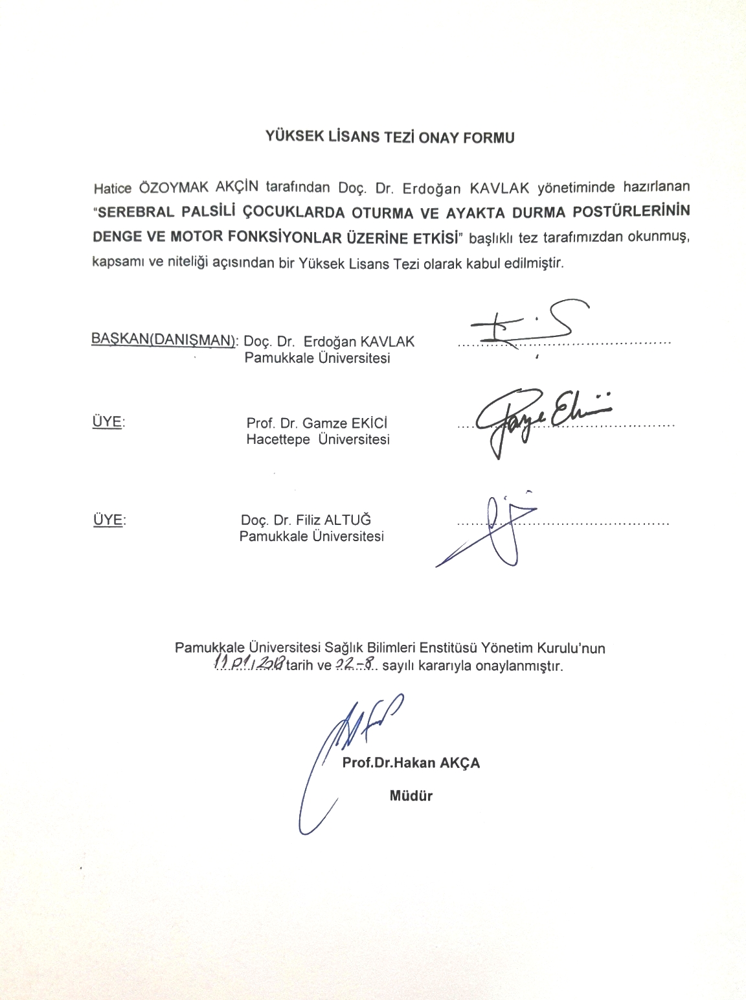 YÜKSEK LİSANS TEZİ ONAY FORMU
Hatice ÖZOYMAK AKÇİN tarafından Doç. Dr. Erdoğan KAVLAK yönetiminde hazırlanan
"SEREBRAL PALSİLİ ÇOCUKLARDA OTURMA VE AYAKTA DURMA POSTÜRLERİNİN
DENGE VE MOTOR FONKSİYONLAR ÜZERİNE ETKİSİ" başlıklı tez tarafımızdan okunmuş,
kapsamı ve niteliği açısından bir Yüksek Lisans Tezi olarak kabul edilmiştir.
BAŞKAN(DANIŞMAN): Doç. Dr. Erdoğan KAVLAK
Pamukkale Üniversitesi
ÜYE: Prof. Dr. Gamze EKİCİ
Hacettepe Üniversitesi
ÜYE: Doç. Dr. Filiz ALTUĞ
Pamukkale Üniversitesi
Pamukkale Üniversitesi Sağlık Bilimleri Enstitüsü Yönetim Kurulu'nun
11.01.2018 tarih ve 02-8 sayılı kararıyla onaylanmıştır.
Prof.Dr.Hakan AKÇA
Müdür